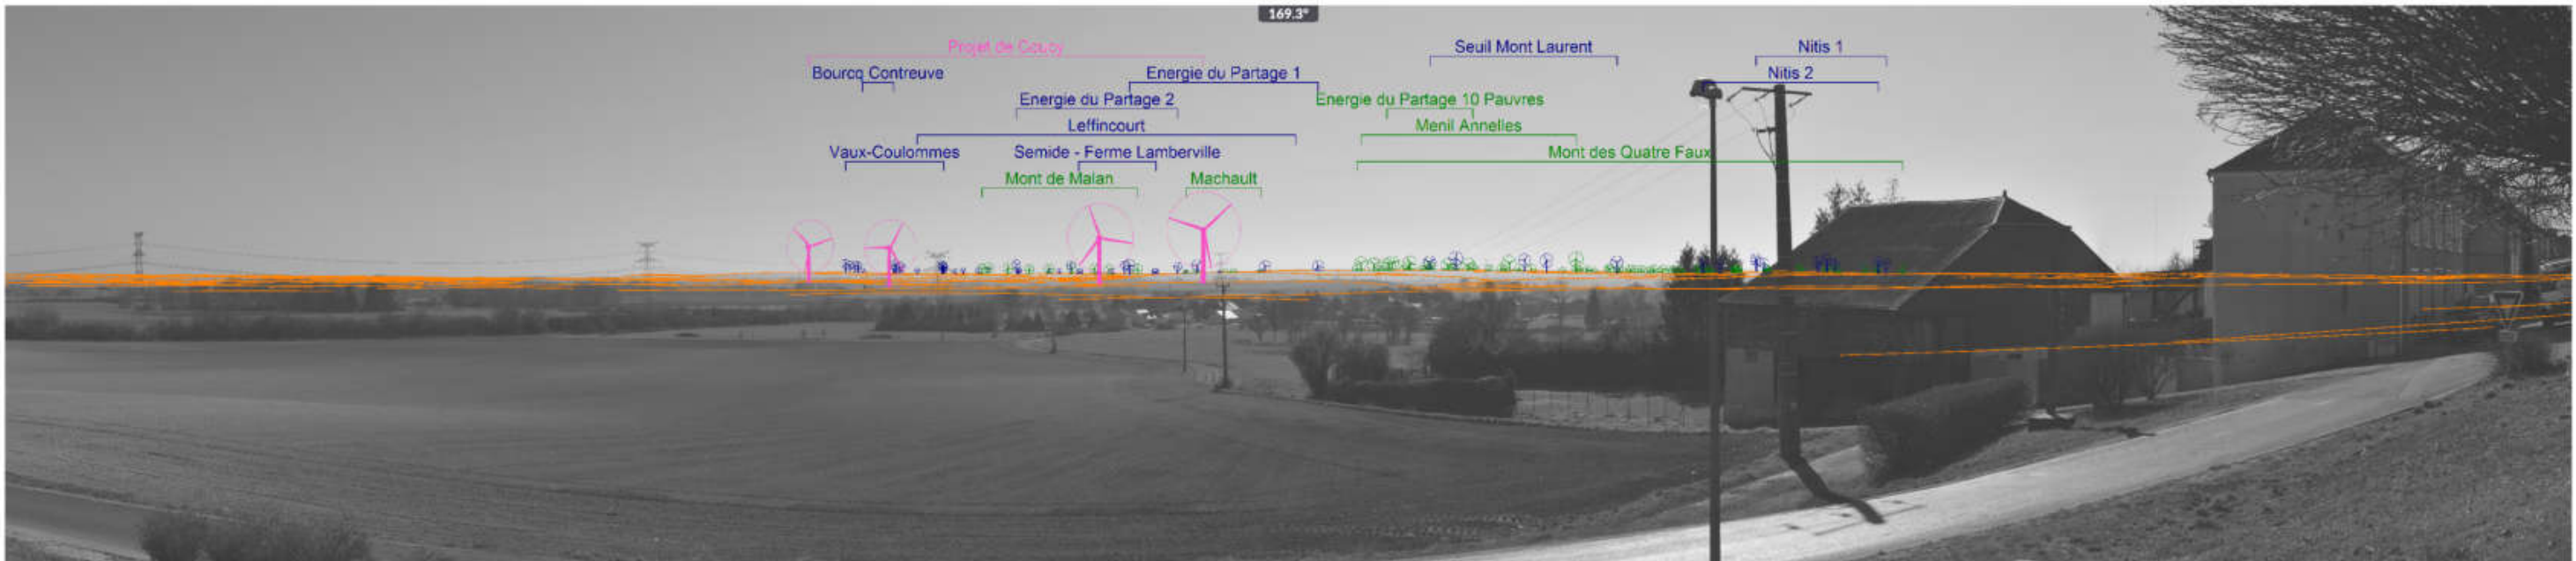 169.3°
Projet de Couby
Seuil Mont Laurent
Nitis 1
Bourcq Contreuve
Energie du Partage 1
Nitis 2
Energie du Partage 2
Energie du Partage 10 Pauvres
Leffincourt
Menil Annelles
Vaux-Coulommes
Semide - Ferme Lamberville
Mont des Quatre Faux
Mont de Malan
Machault